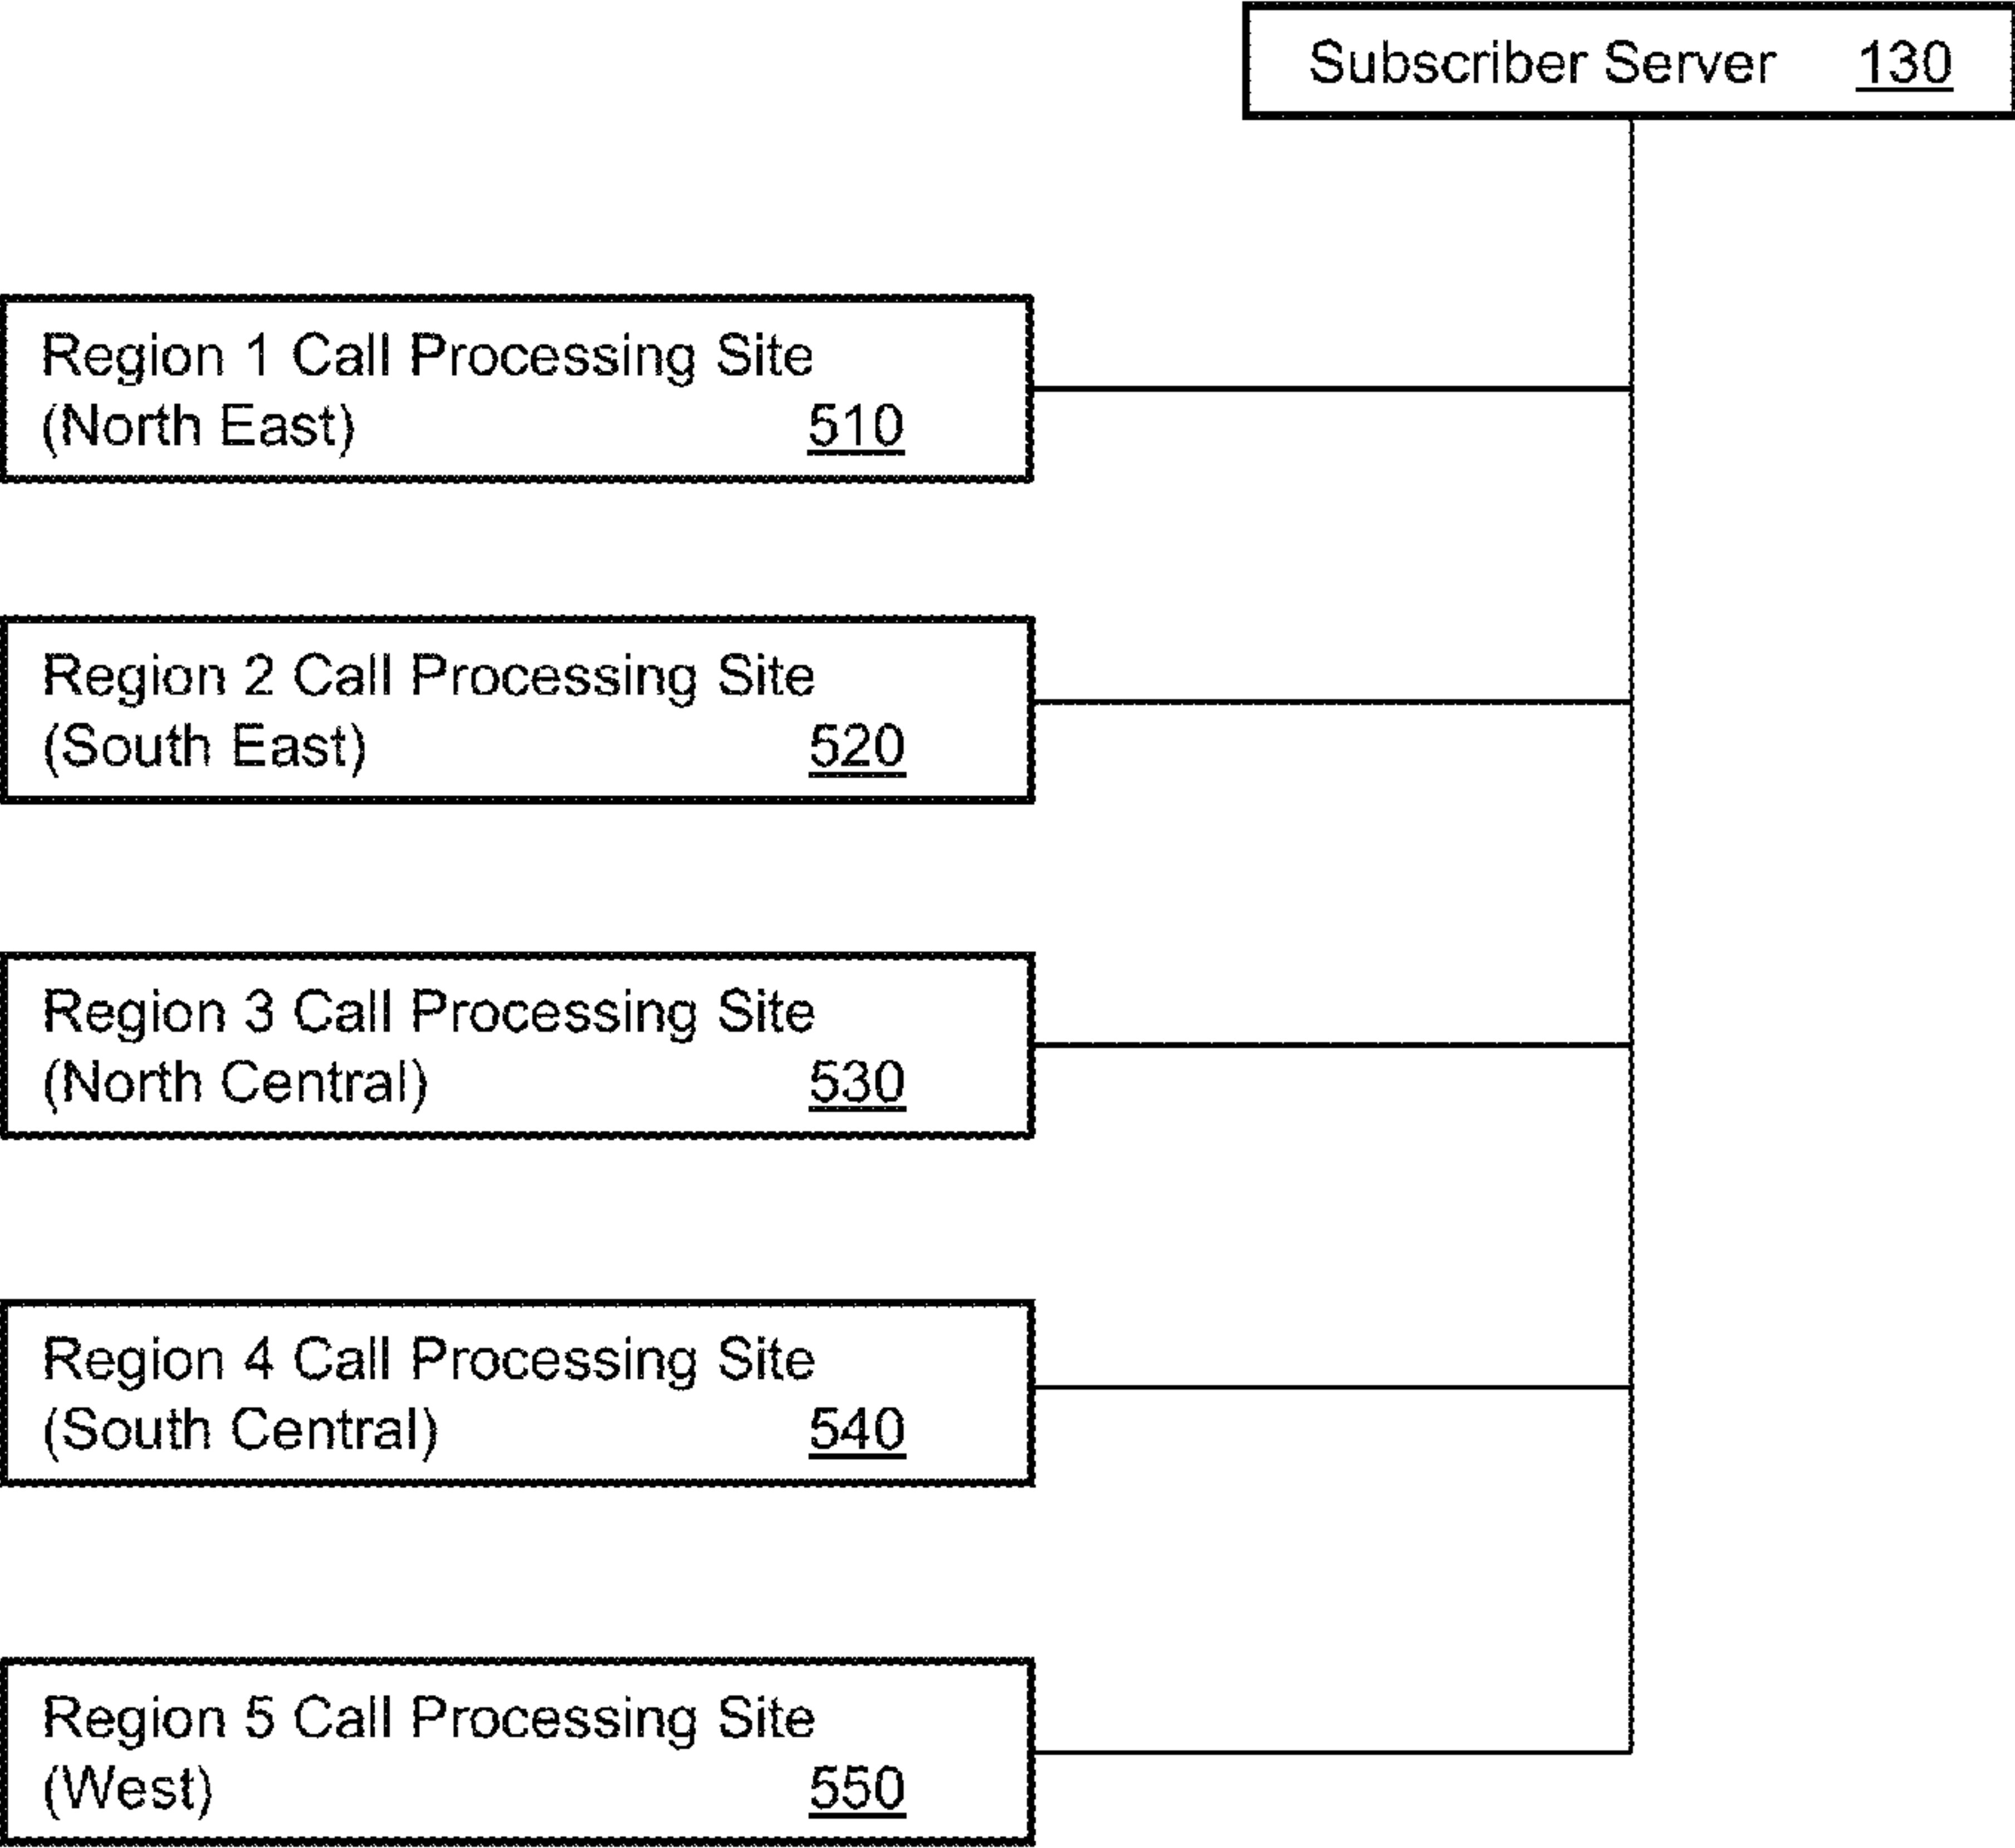 Subscriber Server 130
Region 1 Call Processing Site
(North East) 510
Region 2 Call Processing Site
(South East) 520
Region 3 Call Processing Site
(North Central) 530
Region 4 Call Processing Site
(South Central) 540
Region 5 Call Processing Site
(West) 550